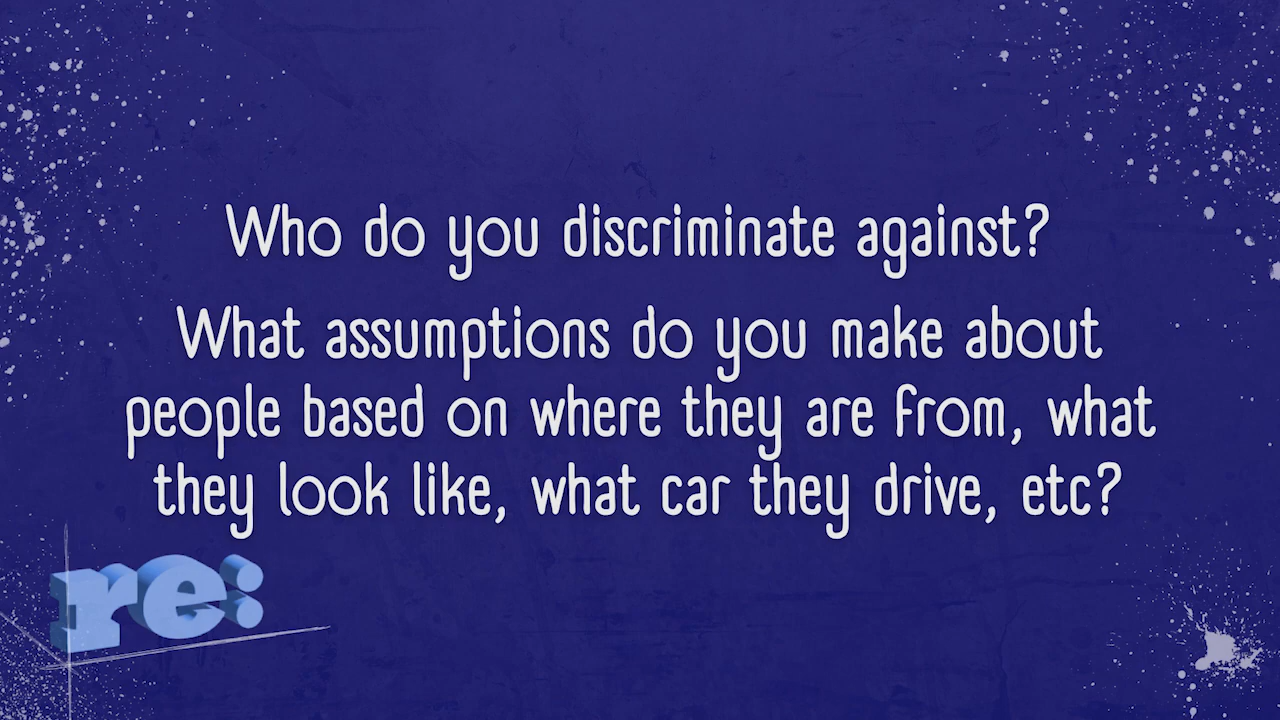 Who do you discriminate against?
What assumptions do you make about
people based on where they are from, what
they look like, what car they drive, etc?
re: